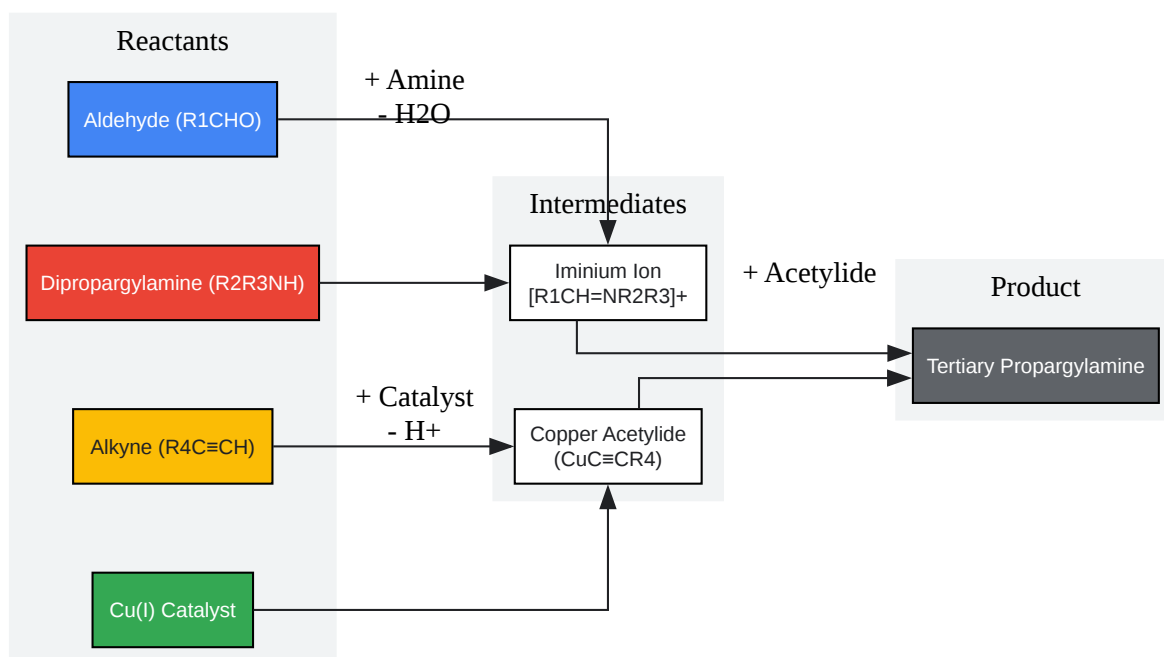 Reactants
Aldehyde (R1CHO)
+ Amine
- H2O
Dipropargylamine (R2R3NH)
Intermediates
Iminium Ion
[R1CH=NR2R3]+
+ Acetylide
Product
Tertiary Propargylamine
Alkyne (R4C≡CH)
+ Catalyst
- H+
Copper Acetylide
(CuC≡CR4)
Cu(I) Catalyst